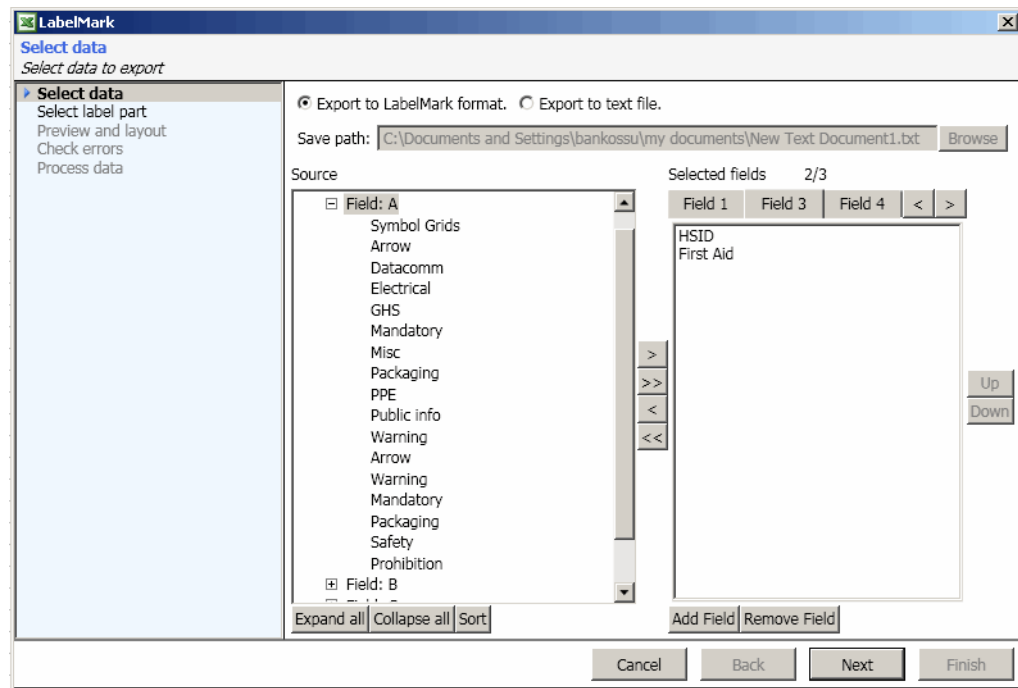 LabelMark
Select data
Select data to export
Select data
Select label part
Preview and layout
Check errors
Process data
Export to LabelMark format. Export to text file.
Save path: C:\Documents and Settings\bankossu\my documents\New Text Document1.txt Browse
Source
Field: A
Symbol Grids
Arrow
Datacomm
Electrical
GHS
Mandatory
Misc
Packaging
PPE
Public info
Warning
Arrow
Warning
Mandatory
Packaging
Safety
Prohibition
Field: B
Expand all Collapse all Sort
>
>>
<
<<
Selected fields 2/3
Field 1 Field 3 Field 4 < >
HSID
First Aid
Add Field Remove Field
Up
Down
Cancel Back Next Finish